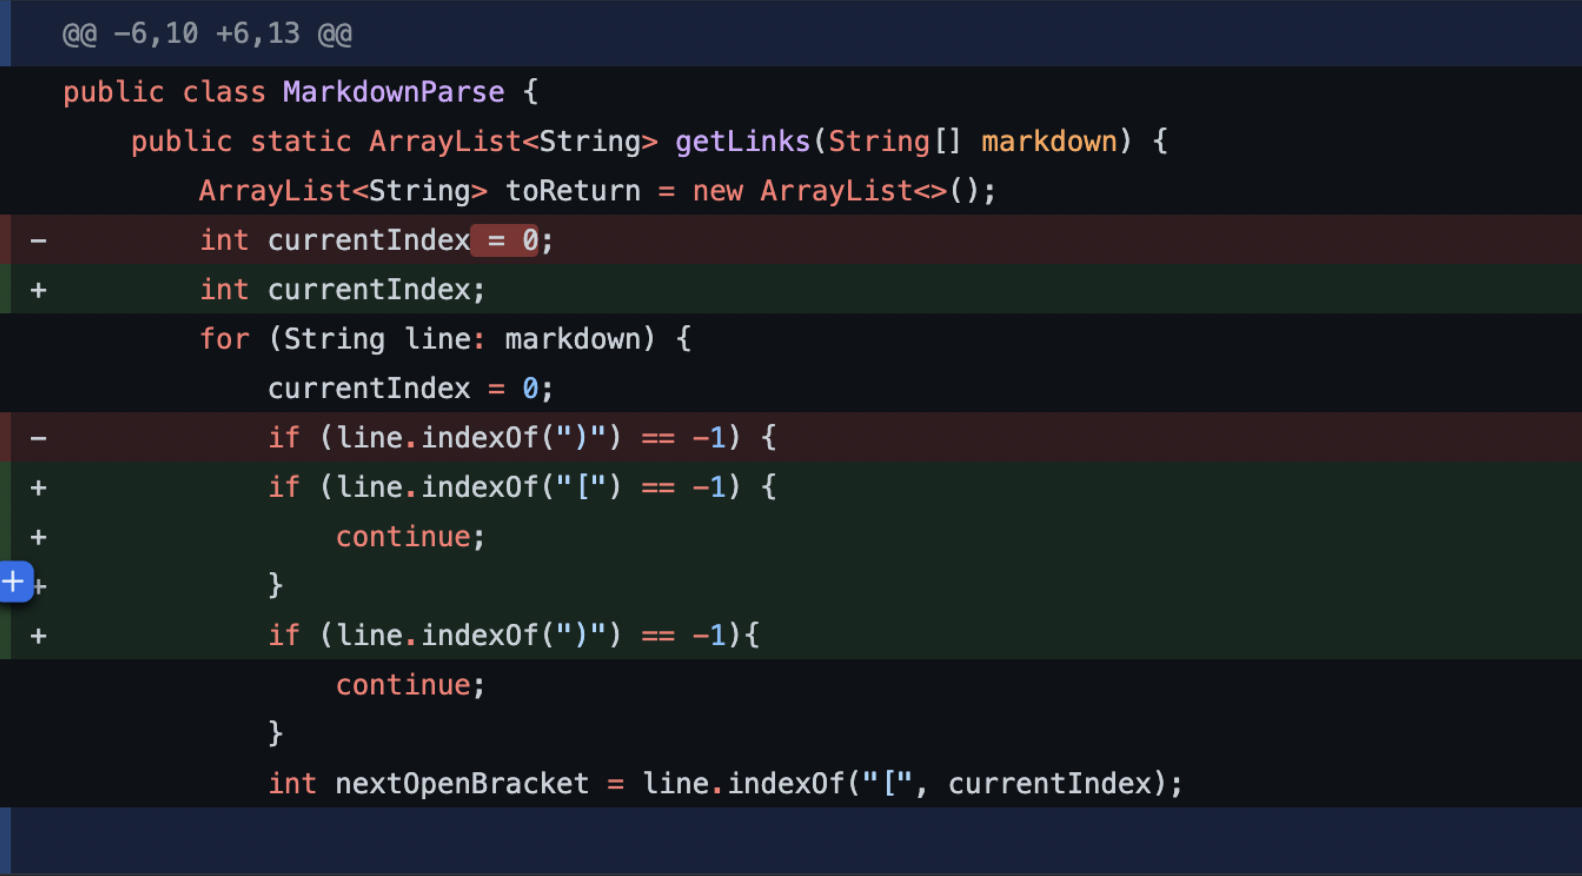 @@ -6,10 +6,13 @@
public class MarkdownParse {
    public static ArrayList<String> getLinks(String[] markdown) {
        ArrayList<String> toReturn = new ArrayList<>();
-        int currentIndex = 0;
+        int currentIndex;
        for (String line: markdown) {
            currentIndex = 0;
-            if (line.indexOf(")") == -1) {
+            if (line.indexOf("[") == -1) {
+                continue;
+            }
+            if (line.indexOf(")") == -1){
                continue;
            }
            int nextOpenBracket = line.indexOf("[", currentIndex);